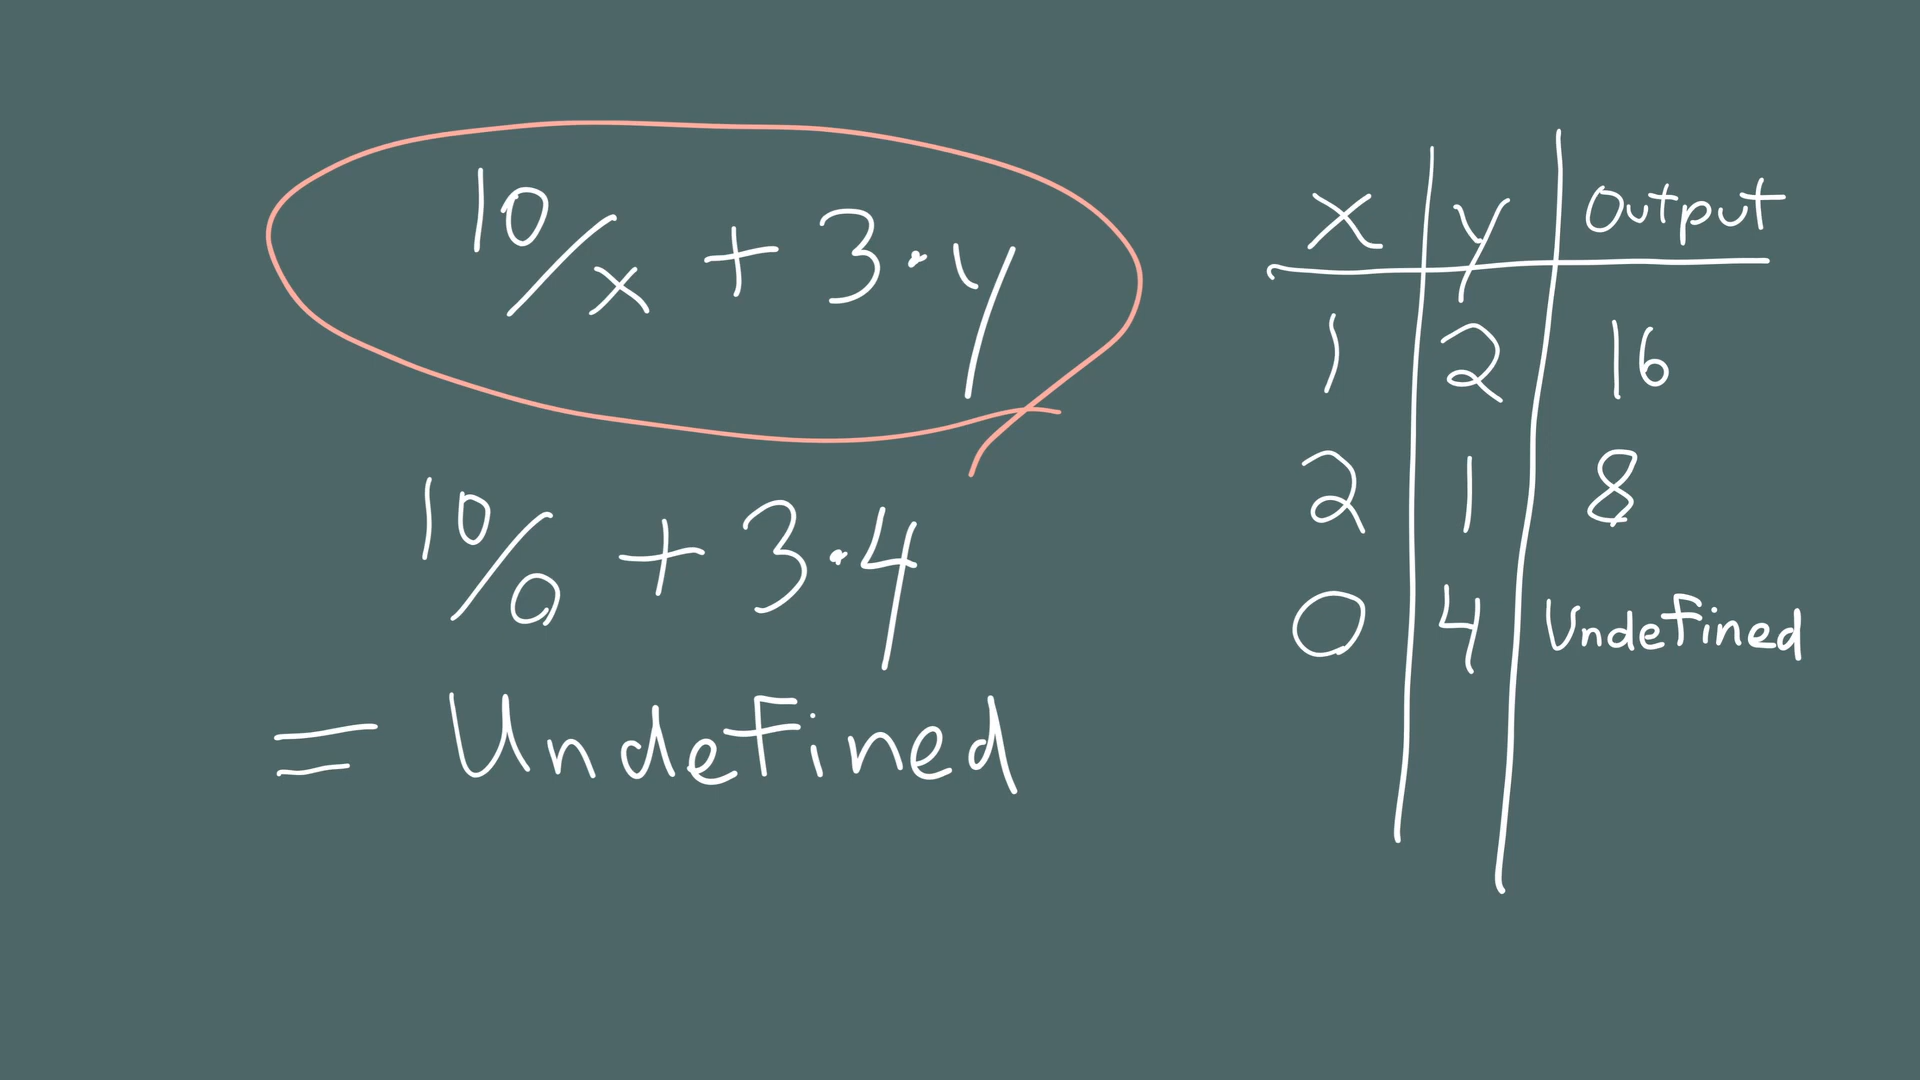 10/x + 3·y
10/0 + 3·4
= Undefined
x y Output
1 2 16
2 1 8
0 4 Undefined